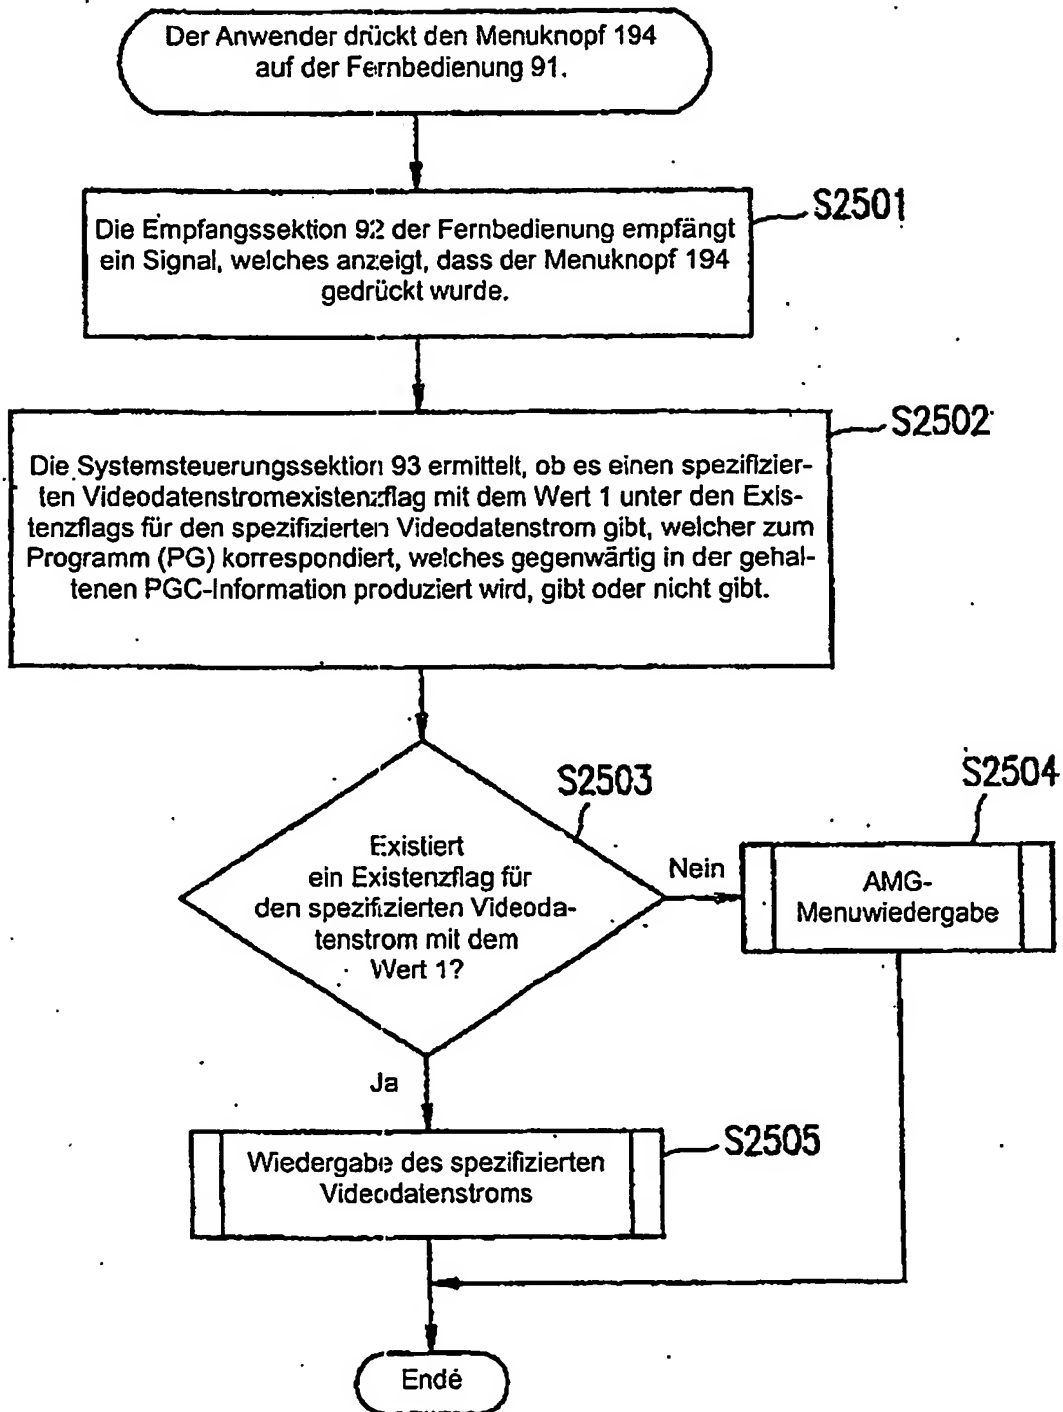 Der Anwender drückt den Menuknopf 194
auf der Fernbedienung 91.
S2501
Die Empfangssektion 92 der Fernbedienung empfängt
ein Signal, welches anzeigt, dass der Menuknopf 194
gedrückt wurde.
S2502
Die Systemsteuerungssektion 93 ermittelt, ob es einen spezifizier-
ten Videodatenstromexistenzflag mit dem Wert 1 unter den Exis-
tenzflags für den spezifizierten Videodatenstrom gibt, welcher zum
Programm (PG) korrespondiert, welches gegenwärtig in der gehal-
tenen PGC-Information produziert wird, gibt oder nicht gibt.
S2503
S2504
Existiert
ein Existenzflag für
den spezifizierten Videoda-
tenstrom mit dem
Wert 1?
Nein
AMG-
Menuwiedergabe
Ja
S2505
Wiedergabe des spezifizierten
Videodatenstroms
Ende